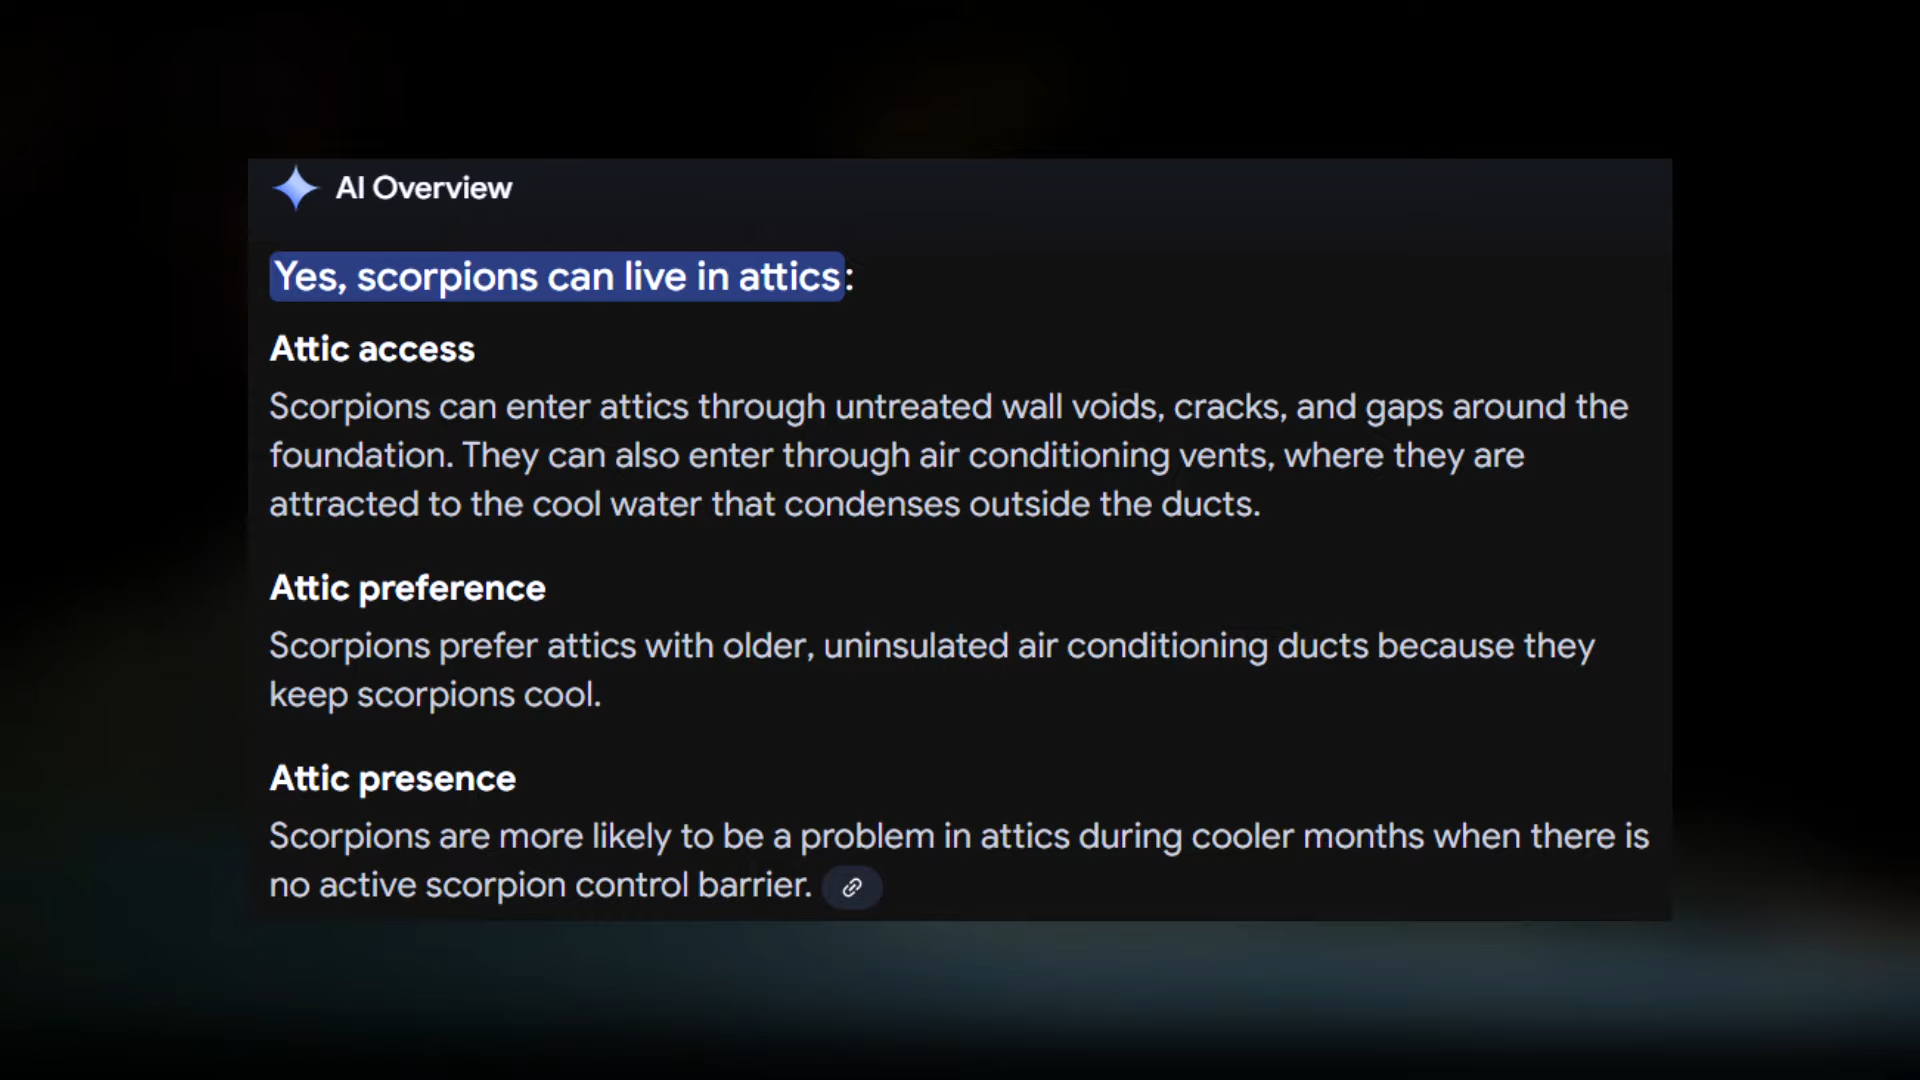 AI Overview
Yes, scorpions can live in attics:
Attic access
Scorpions can enter attics through untreated wall voids, cracks, and gaps around the
foundation. They can also enter through air conditioning vents, where they are
attracted to the cool water that condenses outside the ducts.
Attic preference
Scorpions prefer attics with older, uninsulated air conditioning ducts because they
keep scorpions cool.
Attic presence
Scorpions are more likely to be a problem in attics during cooler months when there is
no active scorpion control barrier.